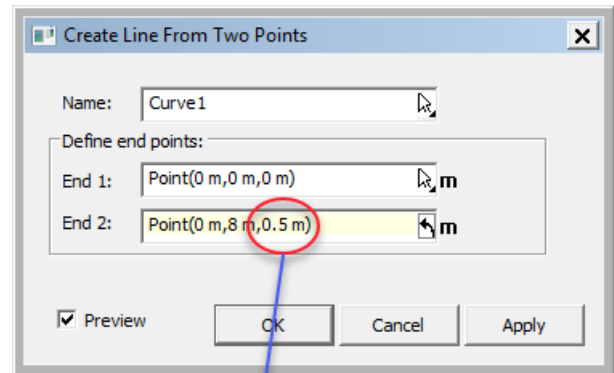 Create Line From Two Points
Name: Curve1
Define end points:
End 1: Point(0 m,0 m,0 m) m
End 2: Point(0 m,8 m,0.5 m) m
Preview OK Cancel Apply